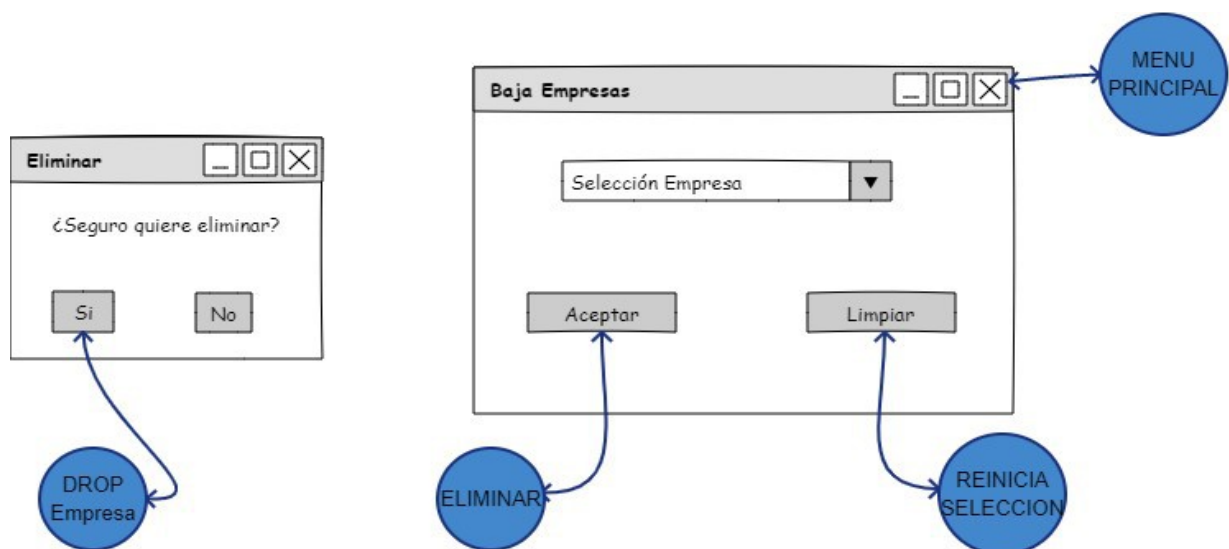 MENU
PRINCIPAL
Baja Empresas
Eliminar
Selección Empresa
¿Seguro quiere eliminar?
Si
No
Aceptar
Limpiar
DROP
Empresa
ELIMINAR
REINICIA
SELECCION